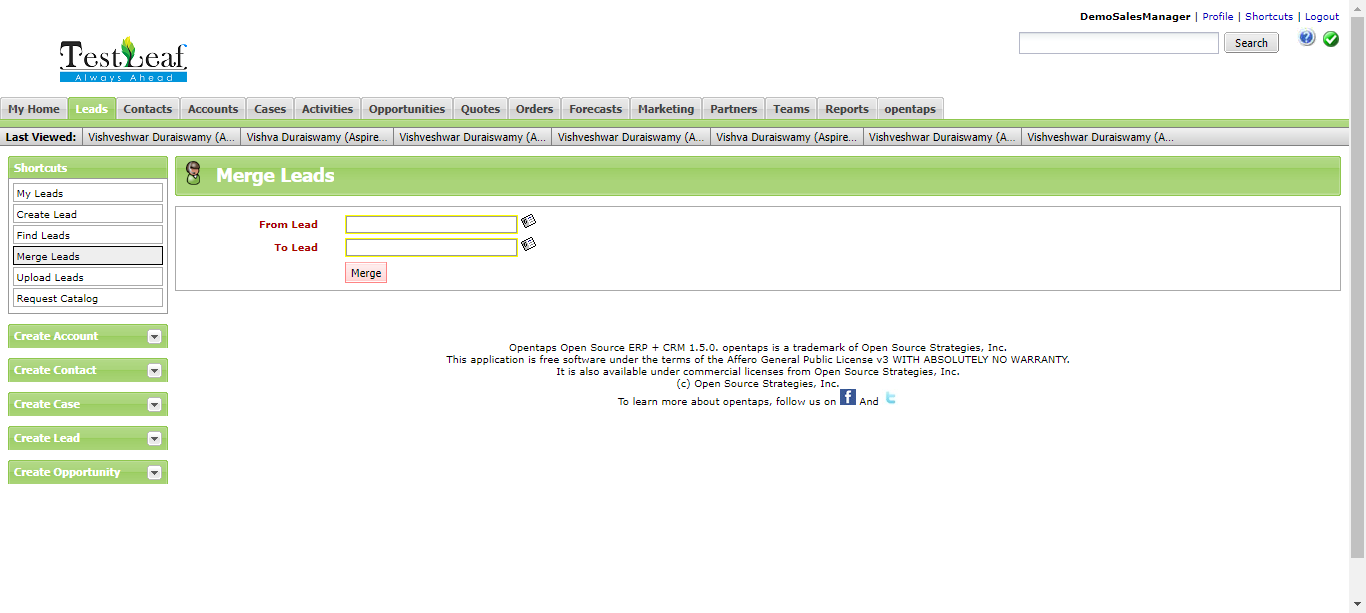 DemoSalesManager | Profile | Shortcuts | Logout
Search
TestLeaf
Always Ahead
My Home Leads Contacts Accounts Cases Activities Opportunities Quotes Orders Forecasts Marketing Partners Teams Reports opentaps
Last Viewed: Vishveshwar Duraiswamy (A... Vishva Duraiswamy (Aspire... Vishveshwar Duraiswamy (A... Vishveshwar Duraiswamy (A... Vishva Duraiswamy (Aspire... Vishveshwar Duraiswamy (A... Vishveshwar Duraiswamy (A...
Shortcuts
My Leads
Create Lead
Find Leads
Merge Leads
Upload Leads
Request Catalog
Create Account
Create Contact
Create Case
Create Lead
Create Opportunity
Merge Leads
From Lead
To Lead
Merge
Opentaps Open Source ERP + CRM 1.5.0. opentaps is a trademark of Open Source Strategies, Inc.
This application is free software under the terms of the Affero General Public License v3 WITH ABSOLUTELY NO WARRANTY.
It is also available under commercial licenses from Open Source Strategies, Inc.
(c) Open Source Strategies, Inc.
To learn more about opentaps, follow us on f And t